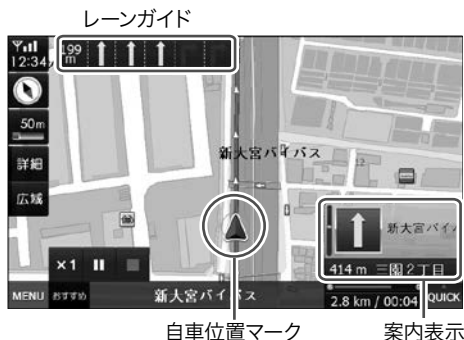 レーンガイド
12:34
199
m
50m
詳細
広域
新大宮バイパス
新大宮バイパ
×1
414 m 三園2丁目
MENU
おすすめ
新大宮バイパス
2.8 km / 00:04
QUICK
自車位置マーク
案内表示